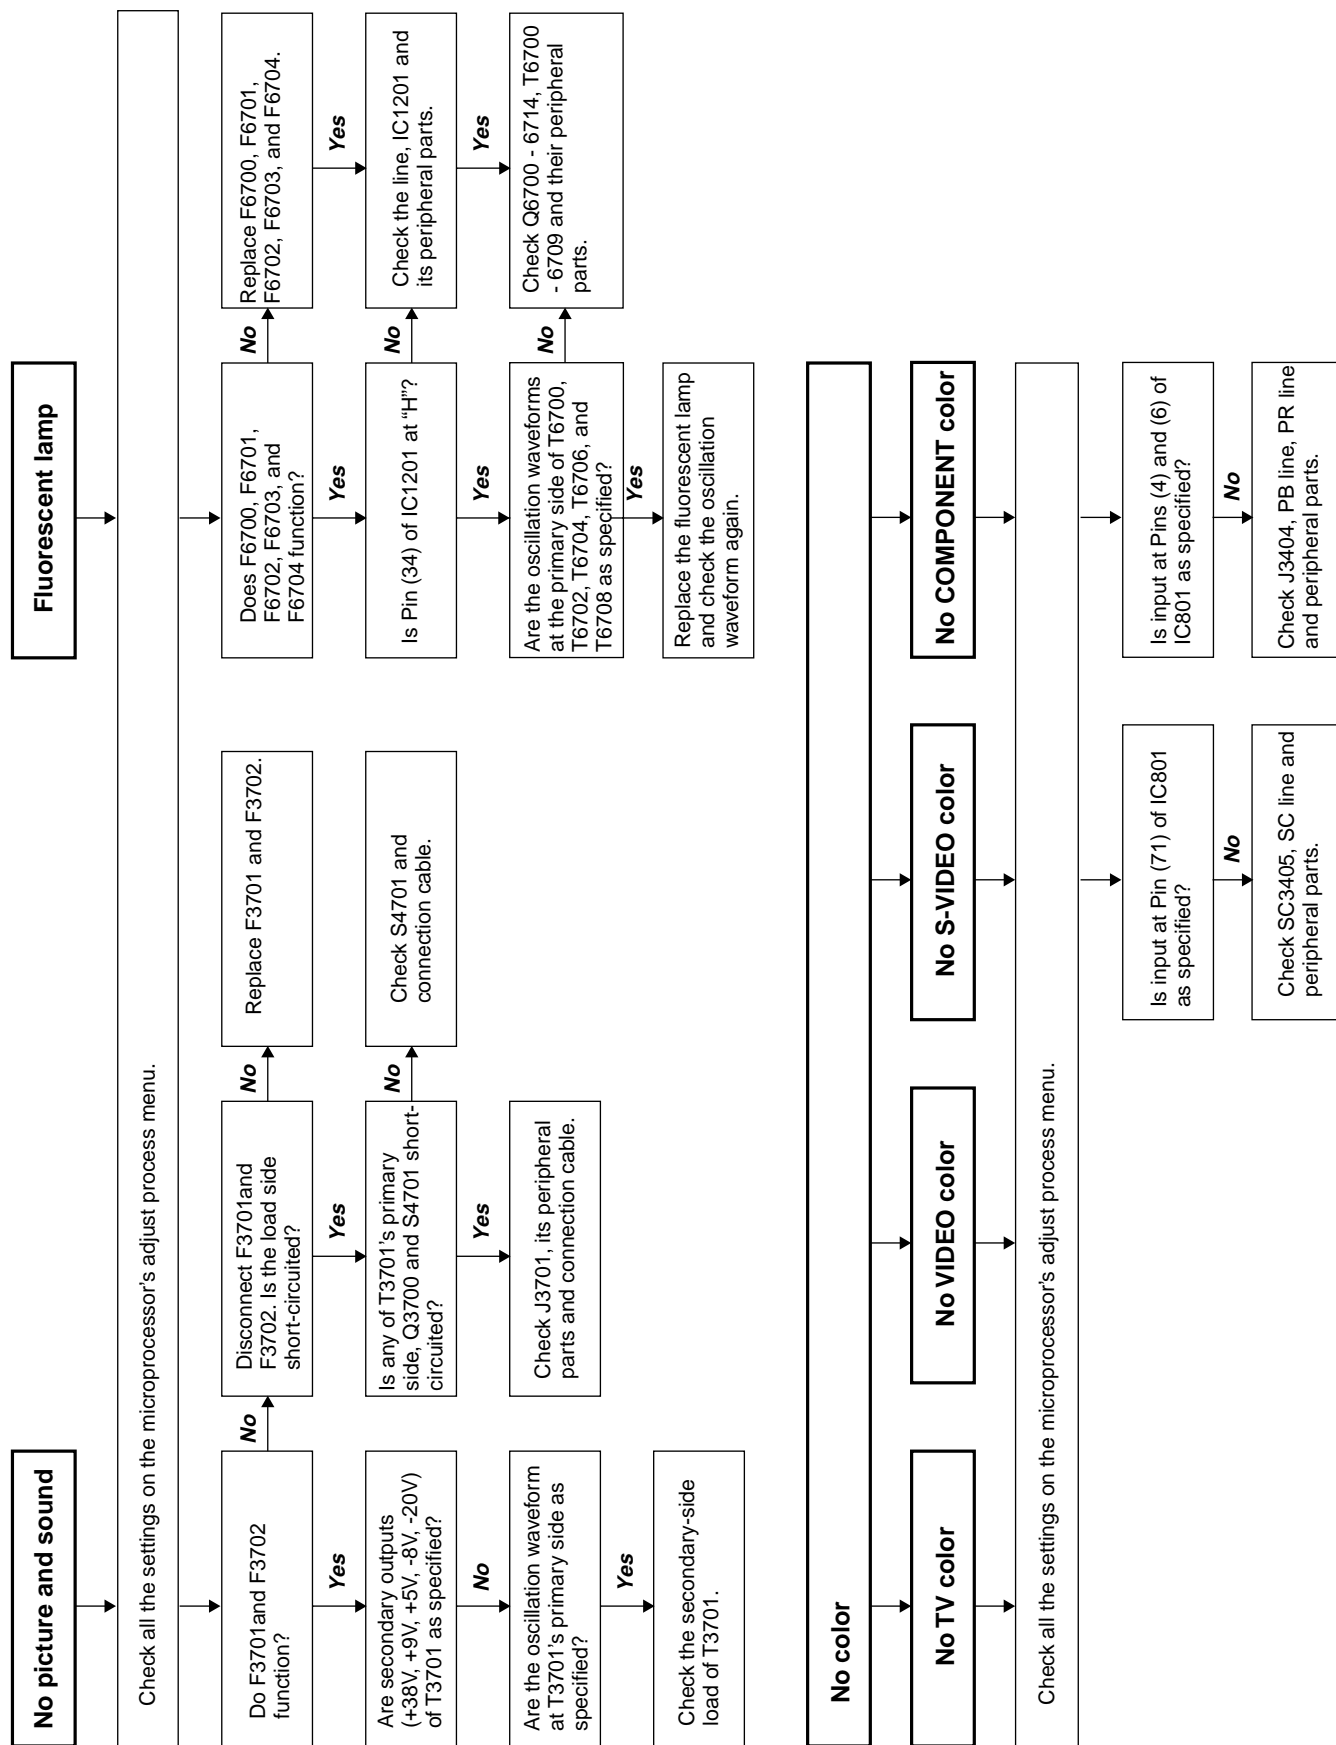 No picture and sound
Fluorescent lamp
Check all the settings on the microprocessor's adjust process menu.
Do F3701and F3702
function?
No
Disconnect F3701and
F3702. Is the load side
short-circuited?
No
Replace F3701 and F3702.
Does F6700, F6701,
F6702, F6703, and
F6704 function?
No
Replace F6700, F6701,
F6702, F6703, and F6704.
Yes
Yes
Yes
Yes
Are secondary outputs
(+38V, +9V, +5V, -8V, -20V)
of T3701 as specified?
Is any of T3701's primary
side, Q3700 and S4701 short-
circuited?
No
Check S4701 and
connection cable.
Is Pin (34) of IC1201 at “H”?
No
Check the line, IC1201 and
its peripheral parts.
No
Yes
Yes
Yes
Are the oscillation waveform
at T3701's primary side as
specified?
Check J3701, its peripheral
parts and connection cable.
Are the oscillation waveforms
at the primary side of T6700,
T6702, T6704, T6706, and
T6708 as specified?
No
Check Q6700 - 6714, T6700
- 6709 and their peripheral
parts.
Yes
Yes
Check the secondary-side
load of T3701.
Replace the fluorescent lamp
and check the oscillation
waveform again.
No color
No TV color
No VIDEO color
No S-VIDEO color
No COMPONENT color
Check all the settings on the microprocessor's adjust process menu.
Is input at Pin (71) of IC801
as specified?
Is input at Pins (4) and (6) of
IC801 as specified?
No
No
Check SC3405, SC line and
peripheral parts.
Check J3404, PB line, PR line
and peripheral parts.